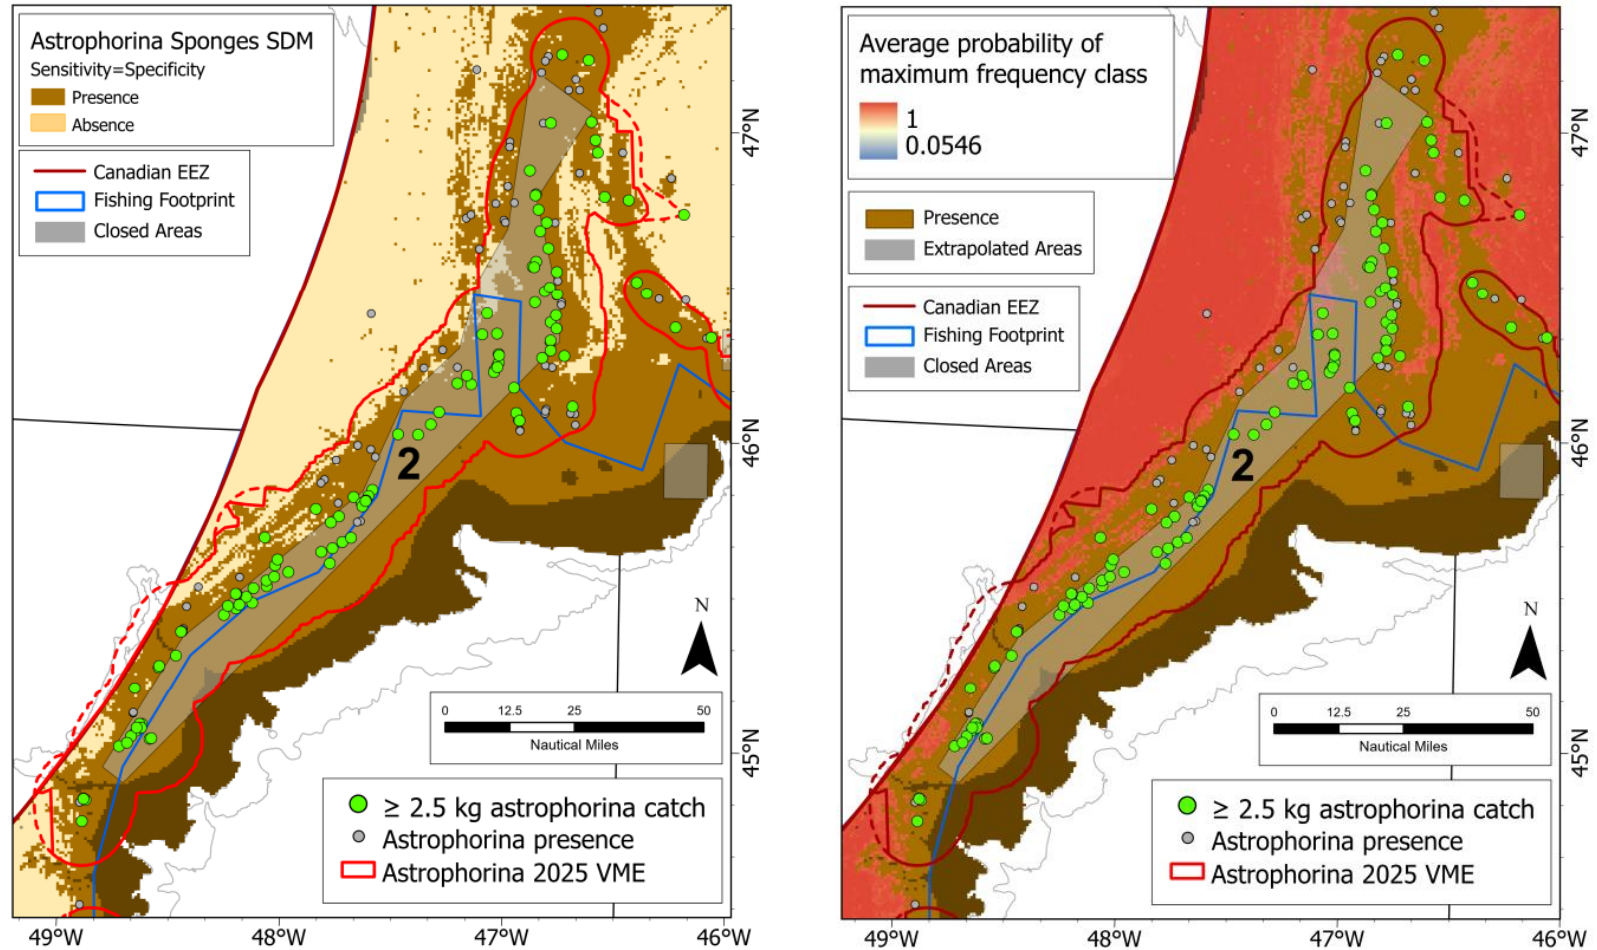 Astrophorina Sponges SDM
Sensitivity=Specificity
Presence
Absence
Canadian EEZ
Fishing Footprint
Closed Areas
2
N
0 12.5 25 50
Nautical Miles
≥ 2.5 kg astrophorina catch
Astrophorina presence
Astrophorina 2025 VME
47°N
46°N
45°N
49°W 48°W 47°W 46°W
Average probability of
maximum frequency class
1
0.0546
Presence
Extrapolated Areas
Canadian EEZ
Fishing Footprint
Closed Areas
2
N
0 12.5 25 50
Nautical Miles
≥ 2.5 kg astrophorina catch
Astrophorina presence
Astrophorina 2025 VME
47°N
46°N
45°N
49°W 48°W 47°W 46°W